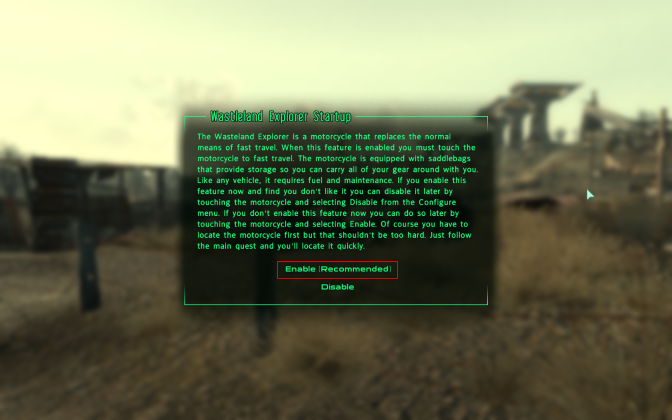 Wastleland Explorer Startup
The Wasteland Explorer is a motorcycle that replaces the normal
means of fast travel. When this feature is enabled you must touch the
motorcycle to fast travel. The motorcycle is equipped with saddlebags
that provide storage so you can carry all of your gear around with you.
Like any vehicle, it requires fuel and maintenance. If you enable this
feature now and find you don't like it you can disable it later by
touching the motorcycle and selecting Disable from the Configure
menu. If you don't enable this feature now you can do so later by
touching the motorcycle and selecting Enable. Of course you have to
locate the motorcycle first but that shouldn't be too hard. Just follow
the main quest and you'll locate it quickly.
Enable (Recommended)
Disable